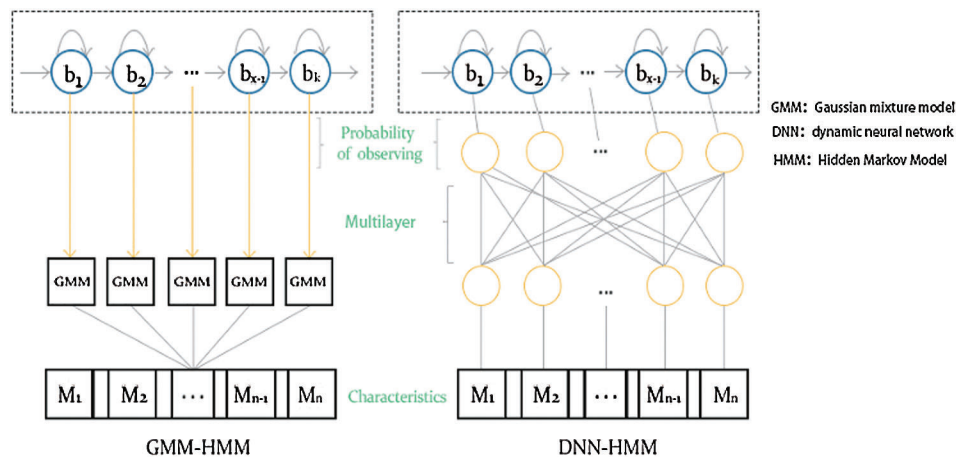 b1 b2 ... bx-1 bk
b1 b2 ... bx-1 bk
GMM: Gaussian mixture model
DNN: dynamic neural network
HMM: Hidden Markov Model
Probability
of observing
...
Multilayer
GMM GMM GMM GMM GMM
...
M1 M2 ... Mn-1 Mn
Characteristics
M1 M2 ... Mn-1 Mn
GMM-HMM
DNN-HMM